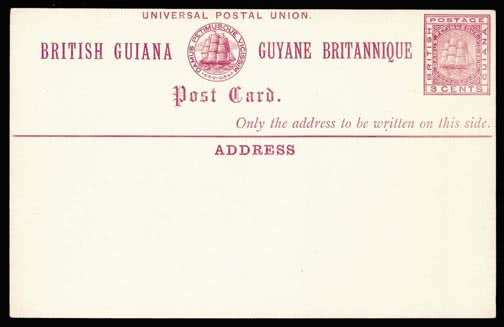 UNIVERSAL POSTAL UNION.
BRITISH GUIANA
DAMUS PETIMUSQUE VICISSIM
GUYANE BRITANNIQUE
POSTAGE
BRITISH
GUIANA
3 CENTS
Post Card.
Only the address to be written on this side.
ADDRESS